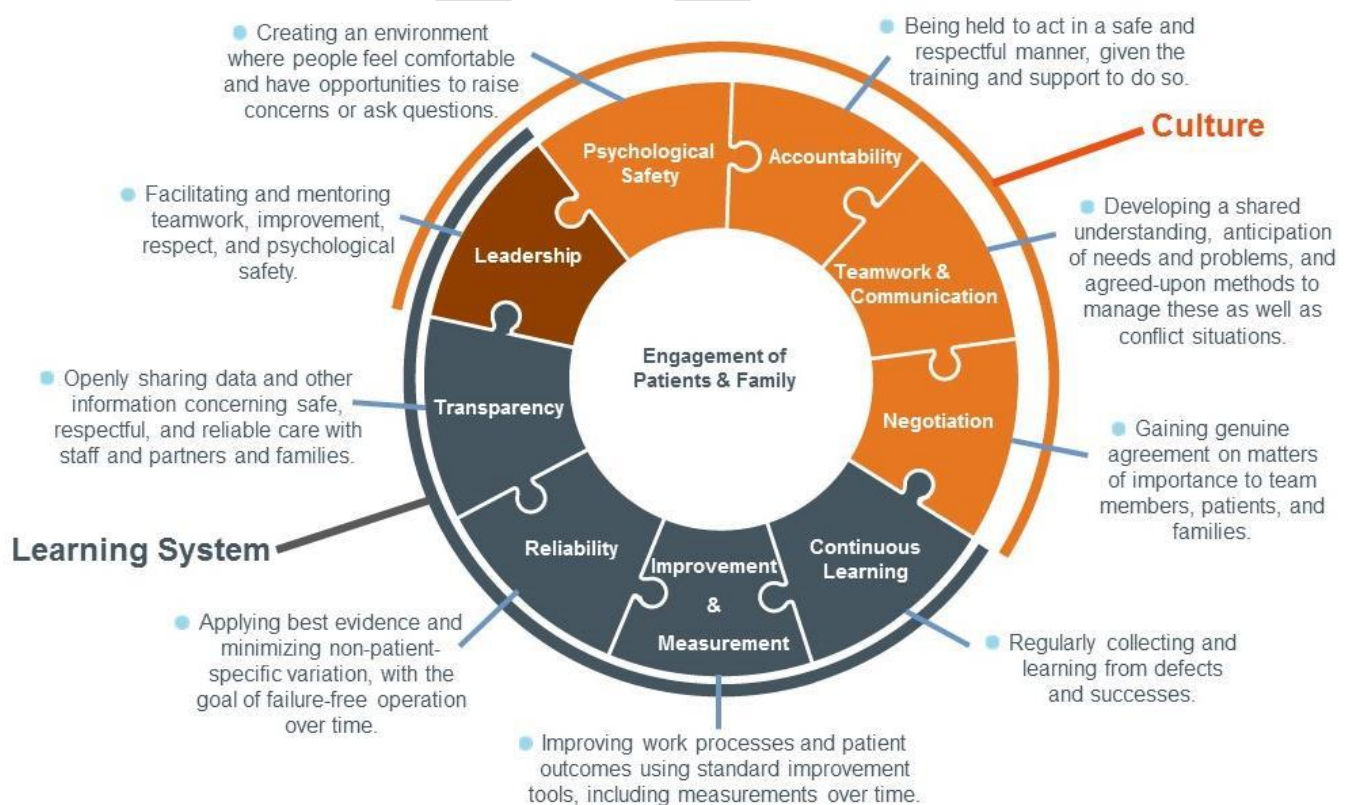 Creating an environment
where people feel comfortable
and have opportunities to raise
concerns or ask questions.
Being held to act in a safe and
respectful manner, given the
training and support to do so.
Culture
Psychological
Safety
Accountability
Facilitating and mentoring
teamwork, improvement,
respect, and psychological
safety.
Leadership
Teamwork &
Communication
Developing a shared
understanding, anticipation
of needs and problems, and
agreed-upon methods to
manage these as well as
conflict situations.
Engagement of
Patients & Family
Openly sharing data and other
information concerning safe,
respectful, and reliable care with
staff and partners and families.
Transparency
Negotiation
Gaining genuine
agreement on matters
of importance to team
members, patients, and
families.
Learning System
Reliability
Improvement
&
Measurement
Continuous
Learning
Applying best evidence and
minimizing non-patient-
specific variation, with the
goal of failure-free operation
over time.
Regularly collecting and
learning from defects
and successes.
Improving work processes and patient
outcomes using standard improvement
tools, including measurements over time.